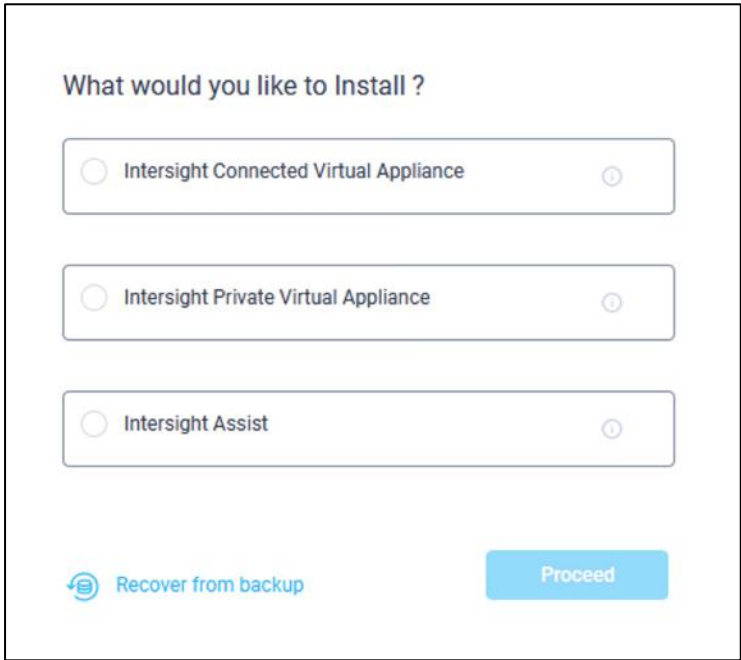 What would you like to Install ?
Intersight Connected Virtual Appliance
Intersight Private Virtual Appliance
Intersight Assist
Recover from backup
Proceed